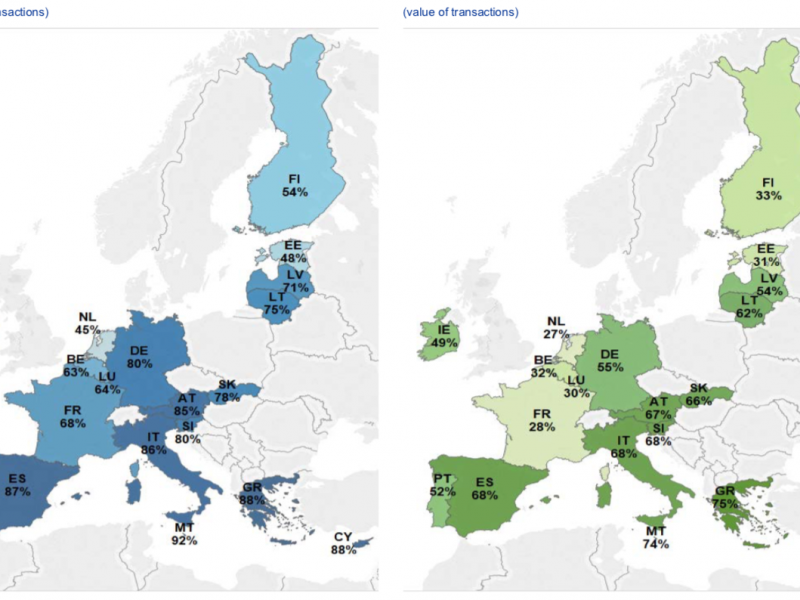 nsactions)
(value of transactions)
FI
54%
EE
48%
LV
71%
LT
75%
NL
45%
DE
80%
BE
63%
LU
64%
SK
78%
AT
85%
FR
68%
SI
80%
IT
86%
ES
87%
GR
88%
MT
92%
CY
88%
FI
33%
EE
31%
LV
54%
LT
62%
IE
49%
NL
27%
DE
55%
BE
32%
LU
30%
SK
66%
AT
67%
FR
28%
SI
68%
IT
68%
PT
52%
ES
68%
GR
75%
MT
74%